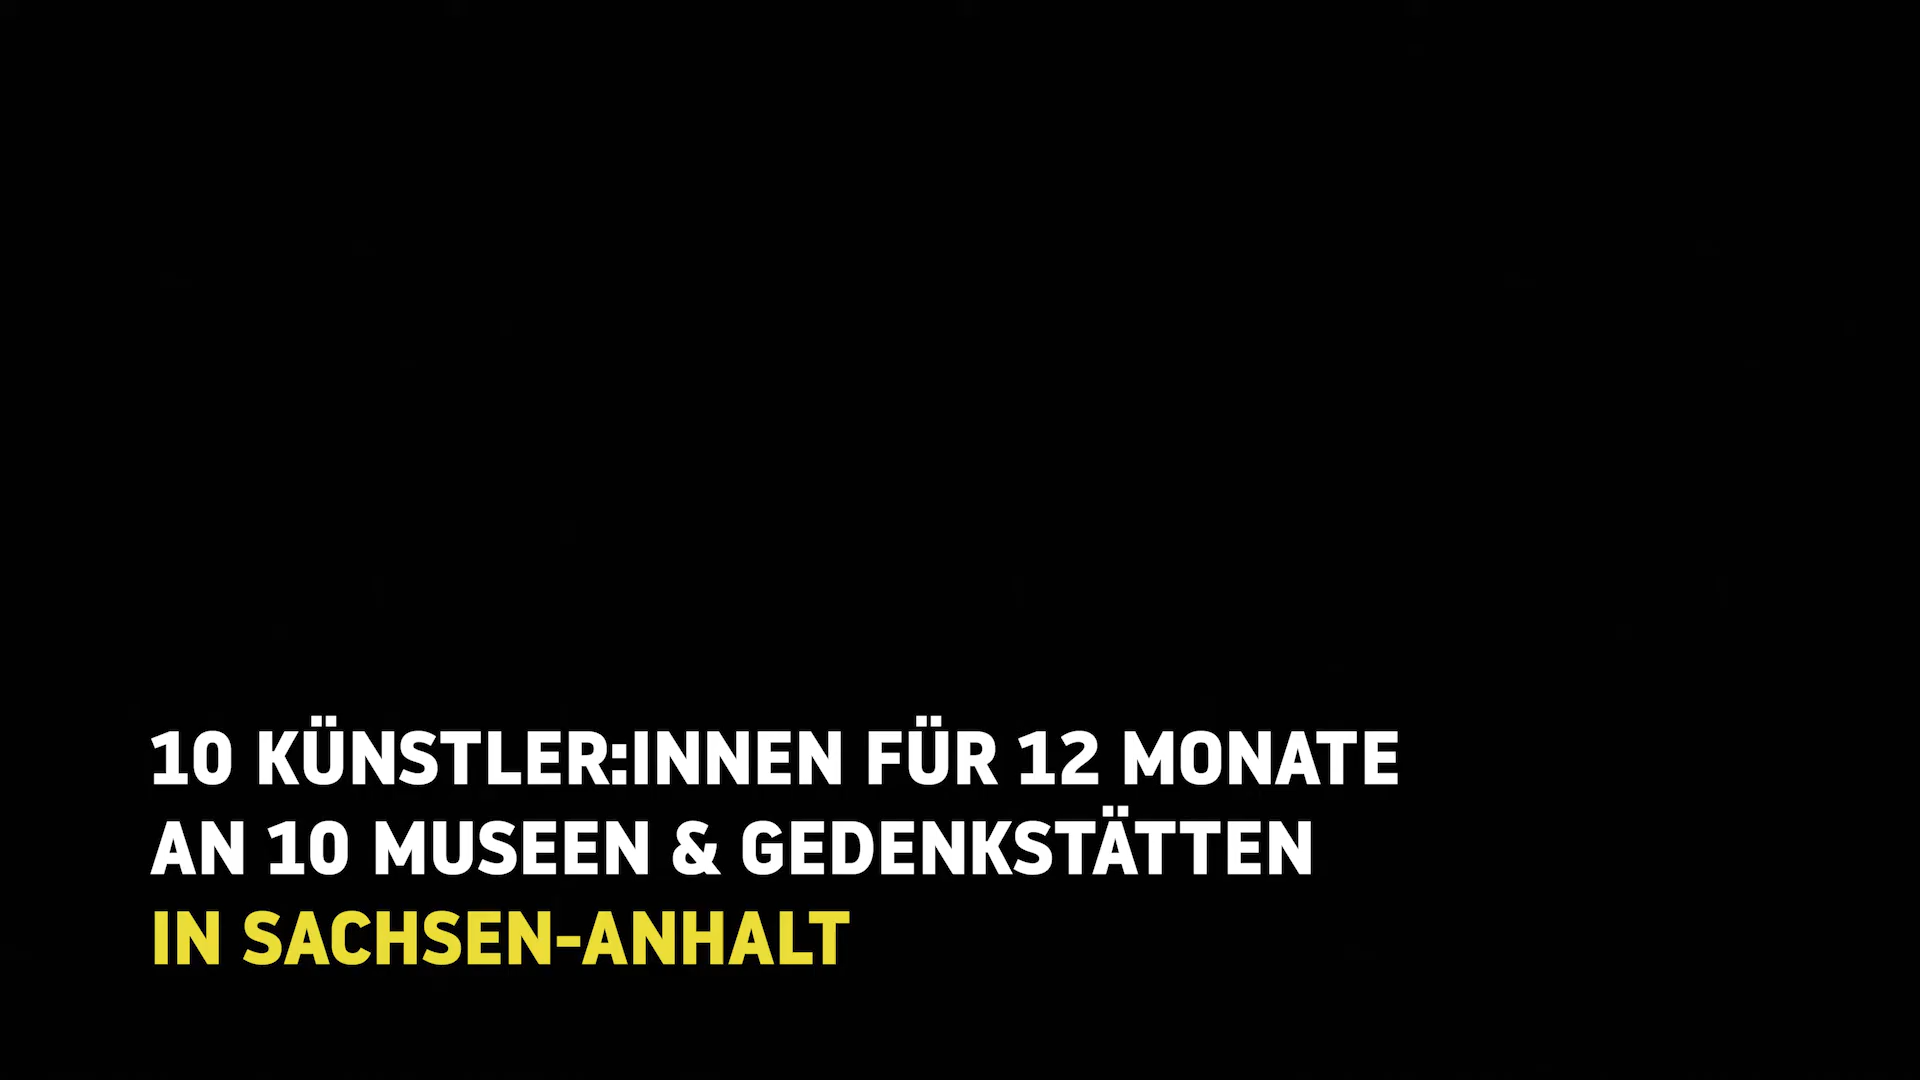 10 KÜNSTLER:INNEN FÜR 12 MONATE
AN 10 MUSEEN & GEDENKSTÄTTEN
IN SACHSEN-ANHALT